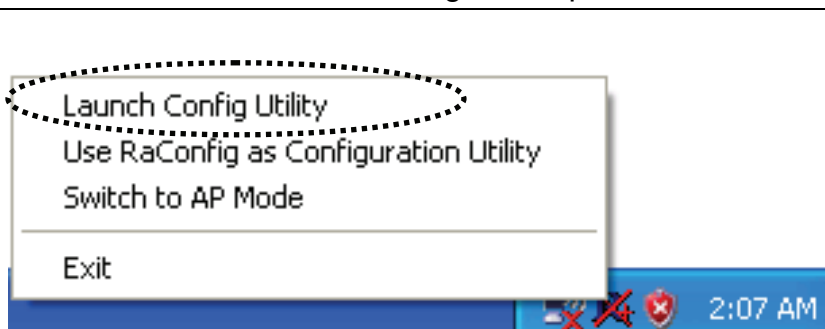 Launch Config Utility
Use RaConfig as Configuration Utility
Switch to AP Mode
Exit
2:07 AM